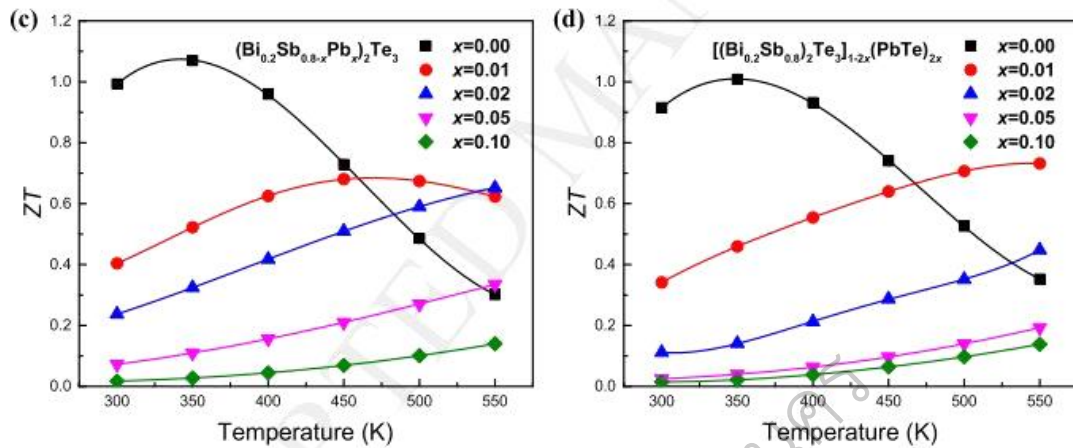 (c)
1.2
1.0
0.8
0.6
0.4
0.2
0.0
ZT
(Bi₀.₂Sb₀.₈₋ₓPbₓ)₂Te₃
x=0.00
x=0.01
x=0.02
x=0.05
x=0.10
300 350 400 450 500 550
Temperature (K)
(d)
1.2
1.0
0.8
0.6
0.4
0.2
0.0
ZT
[(Bi₀.₂Sb₀.₈)₂Te₃]₁₋₂ₓ(PbTe)₂ₓ
x=0.00
x=0.01
x=0.02
x=0.05
x=0.10
300 350 400 450 500 550
Temperature (K)